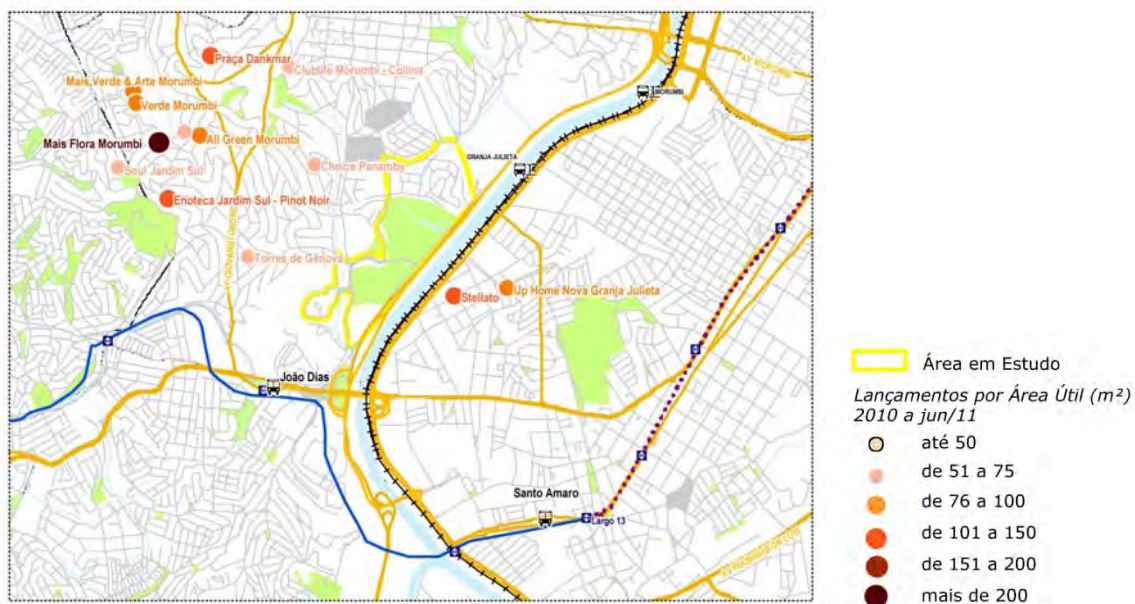 Praça Dankmar
Clublife Morumbi - Collina
AV MORUMBI
Mais Verde & Arte Morumbi
Verde Morumbi
MORUMBI
All Green Morumbi
Mais Flora Morumbi
GRANJA JULIETA
Soul Jardim Sul
Choice Panamby
Enoteca Jardim Sul - Pinot Noir
Torres de Gênova
Stellato
Up Home Nova Granja Julieta
João Dias
Santo Amaro
Largo 13
Área em Estudo
Lançamentos por Área Útil (m²)
2010 a jun/11
até 50
de 51 a 75
de 76 a 100
de 101 a 150
de 151 a 200
mais de 200